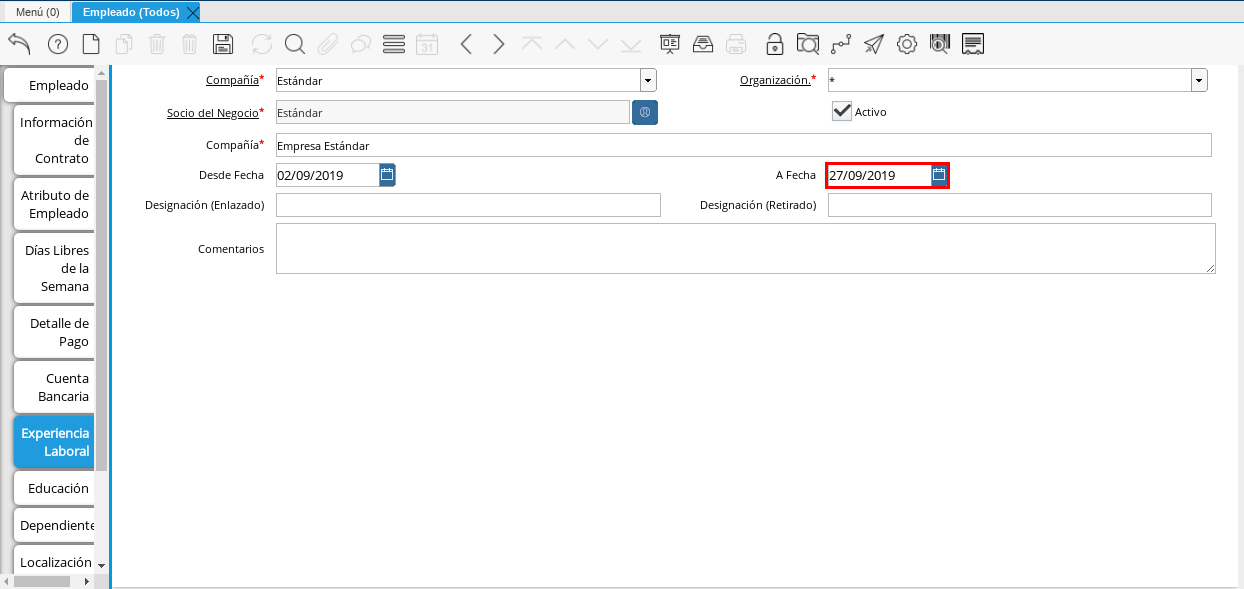 Menú (0) Empleado (Todos)
31
Empleado
Información de Contrato
Atributo de Empleado
Días Libres de la Semana
Detalle de Pago
Cuenta Bancaria
Experiencia Laboral
Educación
Dependiente
Localización
Compañía* Estándar Organización.* *
Socio del Negocio* Estándar Activo
Compañía* Empresa Estándar
Desde Fecha 02/09/2019 A Fecha 27/09/2019
Designación (Enlazado) Designación (Retirado)
Comentarios